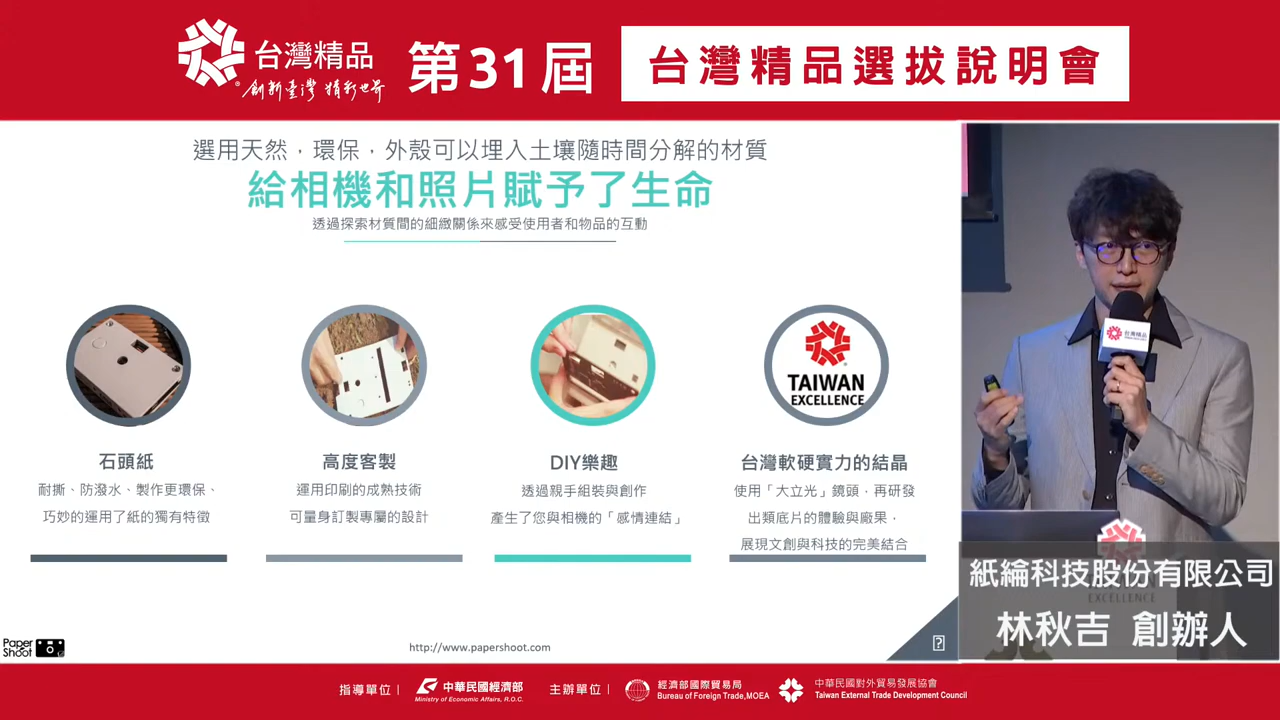 台灣精品
創新臺灣 精彩世界
第31屆
台灣精品選拔說明會
選用天然，環保，外殼可以埋入土壤隨時間分解的材質
給相機和照片賦予了生命
透過探索材質間的細緻關係來感受使用者和物品的互動
TAIWAN
EXCELLENCE
石頭紙
耐撕、防潑水、製作更環保、
巧妙的運用了紙的獨有特徵
高度客製
運用印刷的成熟技術
可量身訂製專屬的設計
DIY樂趣
透過親手組裝與創作
產生了您與相機的「感情連結」
台灣軟硬實力的結晶
使用「大立光」鏡頭，再研發
出類底片的體驗與廠果，
展現文創與科技的完美結合
台灣精品
紙綸科技股份有限公司
EXCELLENCE
林秋吉 創辦人
Paper
Shoot
http://www.papershoot.com
指導單位
中華民國經濟部
Ministry of Economic Affairs, R.O.C.
主辦單位
經濟部國際貿易局
Bureau of Foreign Trade,MOEA
中華民國對外貿易發展協會
Taiwan External Trade Development Council